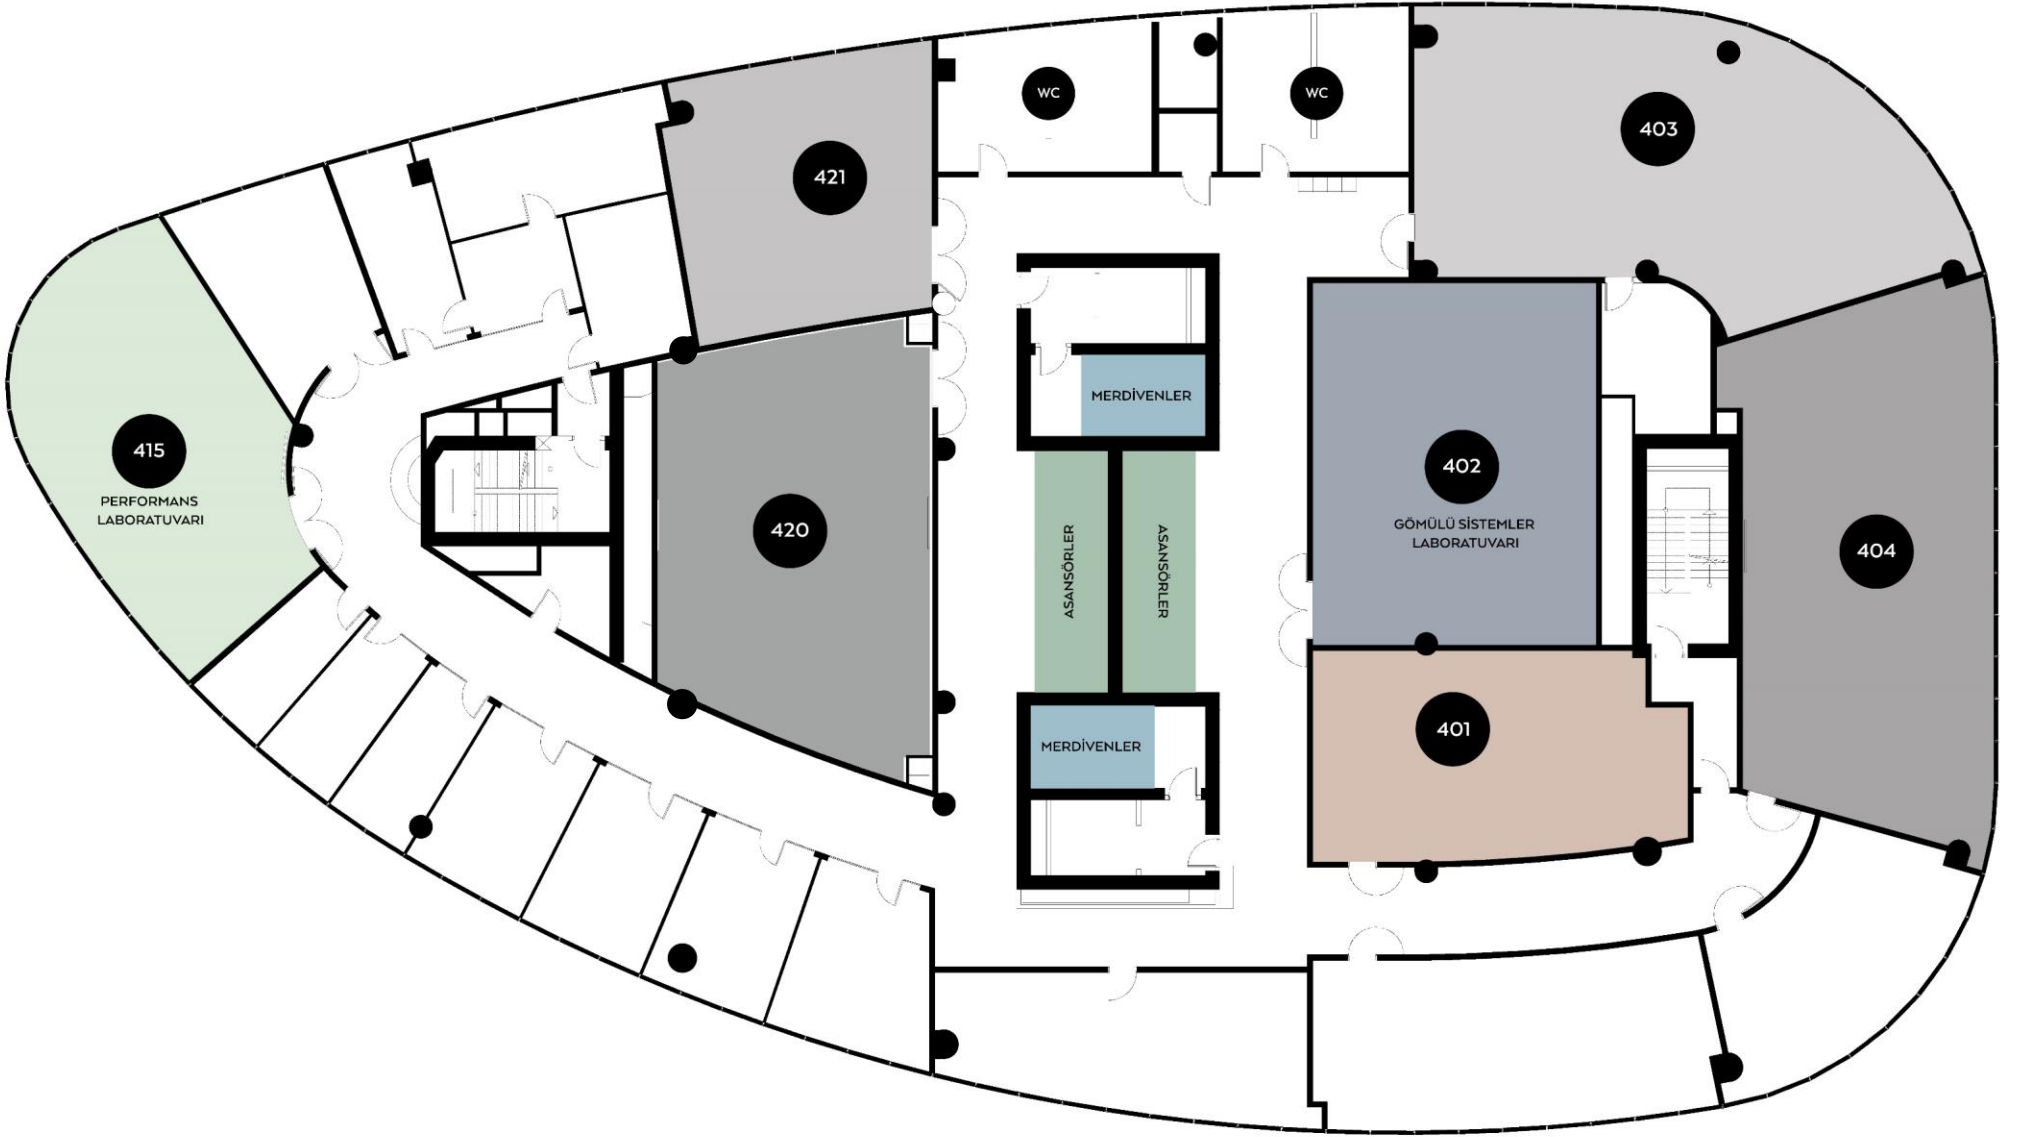 WC
WC
403
421
MERDİVENLER
415
PERFORMANS
LABORATUVARI
402
GÖMÜLÜ SİSTEMLER
LABORATUVARI
420
404
ASANSÖRLER
ASANSÖRLER
401
MERDİVENLER